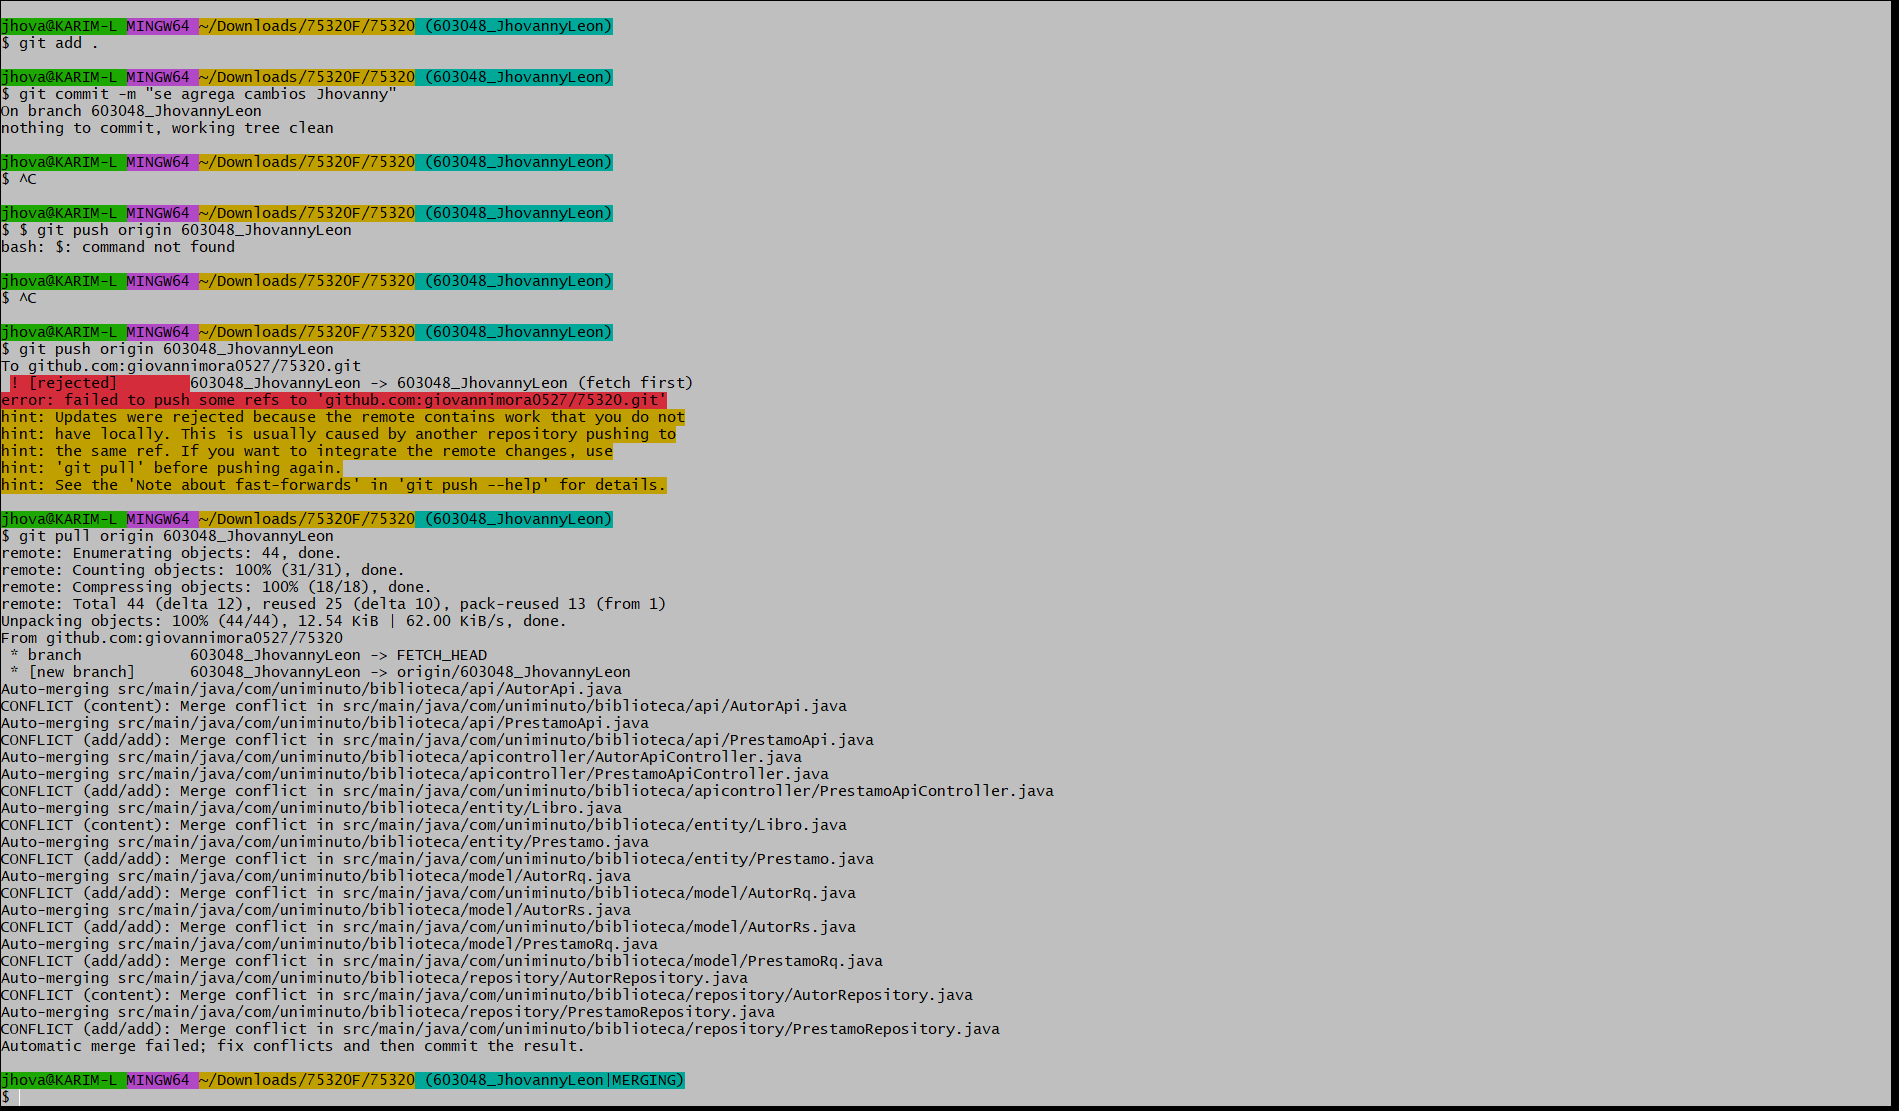 jhova@KARIM-L MINGW64 ~/Downloads/75320F/75320 (603048_JhovannyLeon)
$ git add .
jhova@KARIM-L MINGW64 ~/Downloads/75320F/75320 (603048_JhovannyLeon)
$ git commit -m "se agrega cambios Jhovanny"
On branch 603048_JhovannyLeon
nothing to commit, working tree clean
jhova@KARIM-L MINGW64 ~/Downloads/75320F/75320 (603048_JhovannyLeon)
$ ^C
jhova@KARIM-L MINGW64 ~/Downloads/75320F/75320 (603048_JhovannyLeon)
$ $ git push origin 603048_JhovannyLeon
bash: $: command not found
jhova@KARIM-L MINGW64 ~/Downloads/75320F/75320 (603048_JhovannyLeon)
$ ^C
jhova@KARIM-L MINGW64 ~/Downloads/75320F/75320 (603048_JhovannyLeon)
$ git push origin 603048_JhovannyLeon
To github.com:giovannimora0527/75320.git
! [rejected]        603048_JhovannyLeon -> 603048_JhovannyLeon (fetch first)
error: failed to push some refs to 'github.com:giovannimora0527/75320.git'
hint: Updates were rejected because the remote contains work that you do not
hint: have locally. This is usually caused by another repository pushing to
hint: the same ref. If you want to integrate the remote changes, use
hint: 'git pull' before pushing again.
hint: See the 'Note about fast-forwards' in 'git push --help' for details.
jhova@KARIM-L MINGW64 ~/Downloads/75320F/75320 (603048_JhovannyLeon)
$ git pull origin 603048_JhovannyLeon
remote: Enumerating objects: 44, done.
remote: Counting objects: 100% (31/31), done.
remote: Compressing objects: 100% (18/18), done.
remote: Total 44 (delta 12), reused 25 (delta 10), pack-reused 13 (from 1)
Unpacking objects: 100% (44/44), 12.54 KiB | 62.00 KiB/s, done.
From github.com:giovannimora0527/75320
* branch            603048_JhovannyLeon -> FETCH_HEAD
* [new branch]      603048_JhovannyLeon -> origin/603048_JhovannyLeon
Auto-merging src/main/java/com/uniminuto/biblioteca/api/AutorApi.java
CONFLICT (content): Merge conflict in src/main/java/com/uniminuto/biblioteca/api/AutorApi.java
Auto-merging src/main/java/com/uniminuto/biblioteca/api/PrestamoApi.java
CONFLICT (add/add): Merge conflict in src/main/java/com/uniminuto/biblioteca/api/PrestamoApi.java
Auto-merging src/main/java/com/uniminuto/biblioteca/apicontroller/AutorApiController.java
Auto-merging src/main/java/com/uniminuto/biblioteca/apicontroller/PrestamoApiController.java
CONFLICT (add/add): Merge conflict in src/main/java/com/uniminuto/biblioteca/apicontroller/PrestamoApiController.java
Auto-merging src/main/java/com/uniminuto/biblioteca/entity/Libro.java
CONFLICT (content): Merge conflict in src/main/java/com/uniminuto/biblioteca/entity/Libro.java
Auto-merging src/main/java/com/uniminuto/biblioteca/entity/Prestamo.java
CONFLICT (add/add): Merge conflict in src/main/java/com/uniminuto/biblioteca/entity/Prestamo.java
Auto-merging src/main/java/com/uniminuto/biblioteca/model/AutorRq.java
CONFLICT (add/add): Merge conflict in src/main/java/com/uniminuto/biblioteca/model/AutorRq.java
Auto-merging src/main/java/com/uniminuto/biblioteca/model/AutorRs.java
CONFLICT (add/add): Merge conflict in src/main/java/com/uniminuto/biblioteca/model/AutorRs.java
Auto-merging src/main/java/com/uniminuto/biblioteca/model/PrestamoRq.java
CONFLICT (add/add): Merge conflict in src/main/java/com/uniminuto/biblioteca/model/PrestamoRq.java
Auto-merging src/main/java/com/uniminuto/biblioteca/repository/AutorRepository.java
CONFLICT (content): Merge conflict in src/main/java/com/uniminuto/biblioteca/repository/AutorRepository.java
Auto-merging src/main/java/com/uniminuto/biblioteca/repository/PrestamoRepository.java
CONFLICT (add/add): Merge conflict in src/main/java/com/uniminuto/biblioteca/repository/PrestamoRepository.java
Automatic merge failed; fix conflicts and then commit the result.
jhova@KARIM-L MINGW64 ~/Downloads/75320F/75320 (603048_JhovannyLeon|MERGING)
$